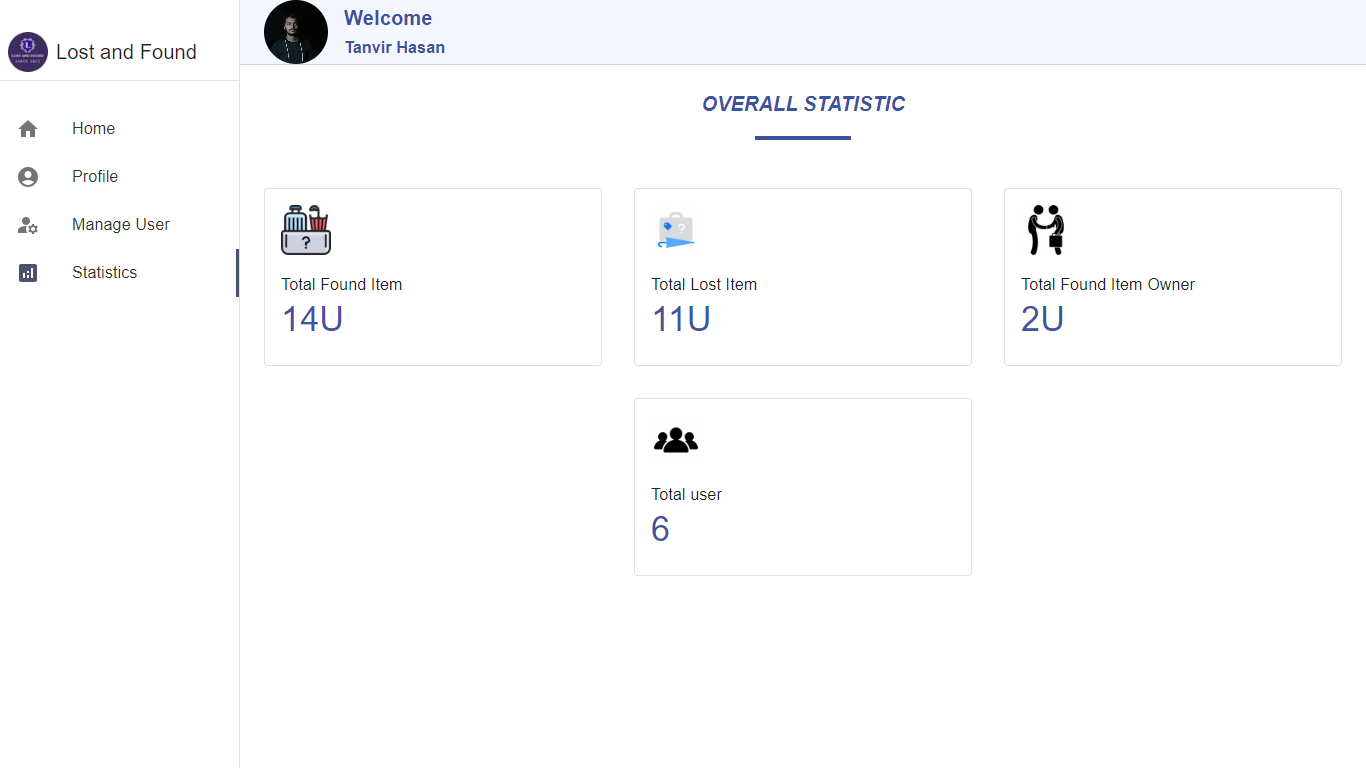 Lost and Found
Welcome
Tanvir Hasan
Home
Profile
Manage User
Statistics
OVERALL STATISTIC
?
Total Found Item
14U
?
Total Lost Item
11U
Total Found Item Owner
2U
Total user
6